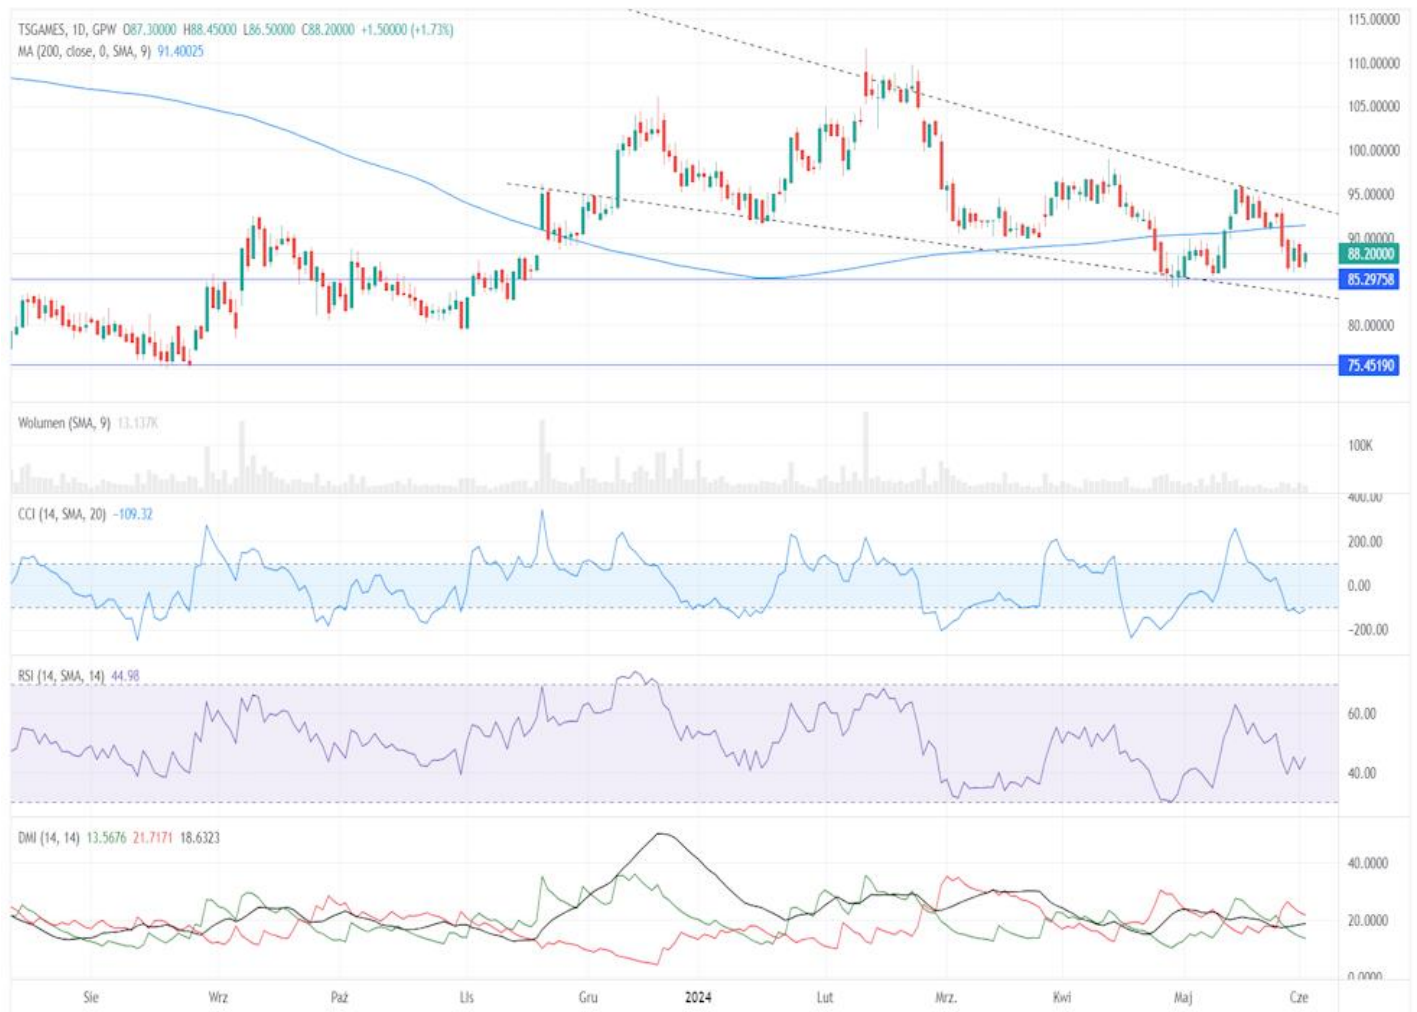 TSGAMES, 1D, GPW O87.30000 H88.45000 L86.50000 C88.20000 +1.50000 (+1.73%)
MA (200, close, 0, SMA, 9) 91.40025
115.00000
110.00000
105.00000
100.00000
95.00000
90.00000
88.20000
85.29758
80.00000
75.45190
Wolumen (SMA, 9) 13.137K
100K
CCI (14, SMA, 20) −109.32
400.00
200.00
0.00
−200.00
RSI (14, SMA, 14) 44.98
60.00
40.00
DMI (14, 14) 13.5676 21.7171 18.6323
40.0000
20.0000
0.0000
Sie Wrz Paź Lis Gru 2024 Lut Mrz. Kwi Maj Cze